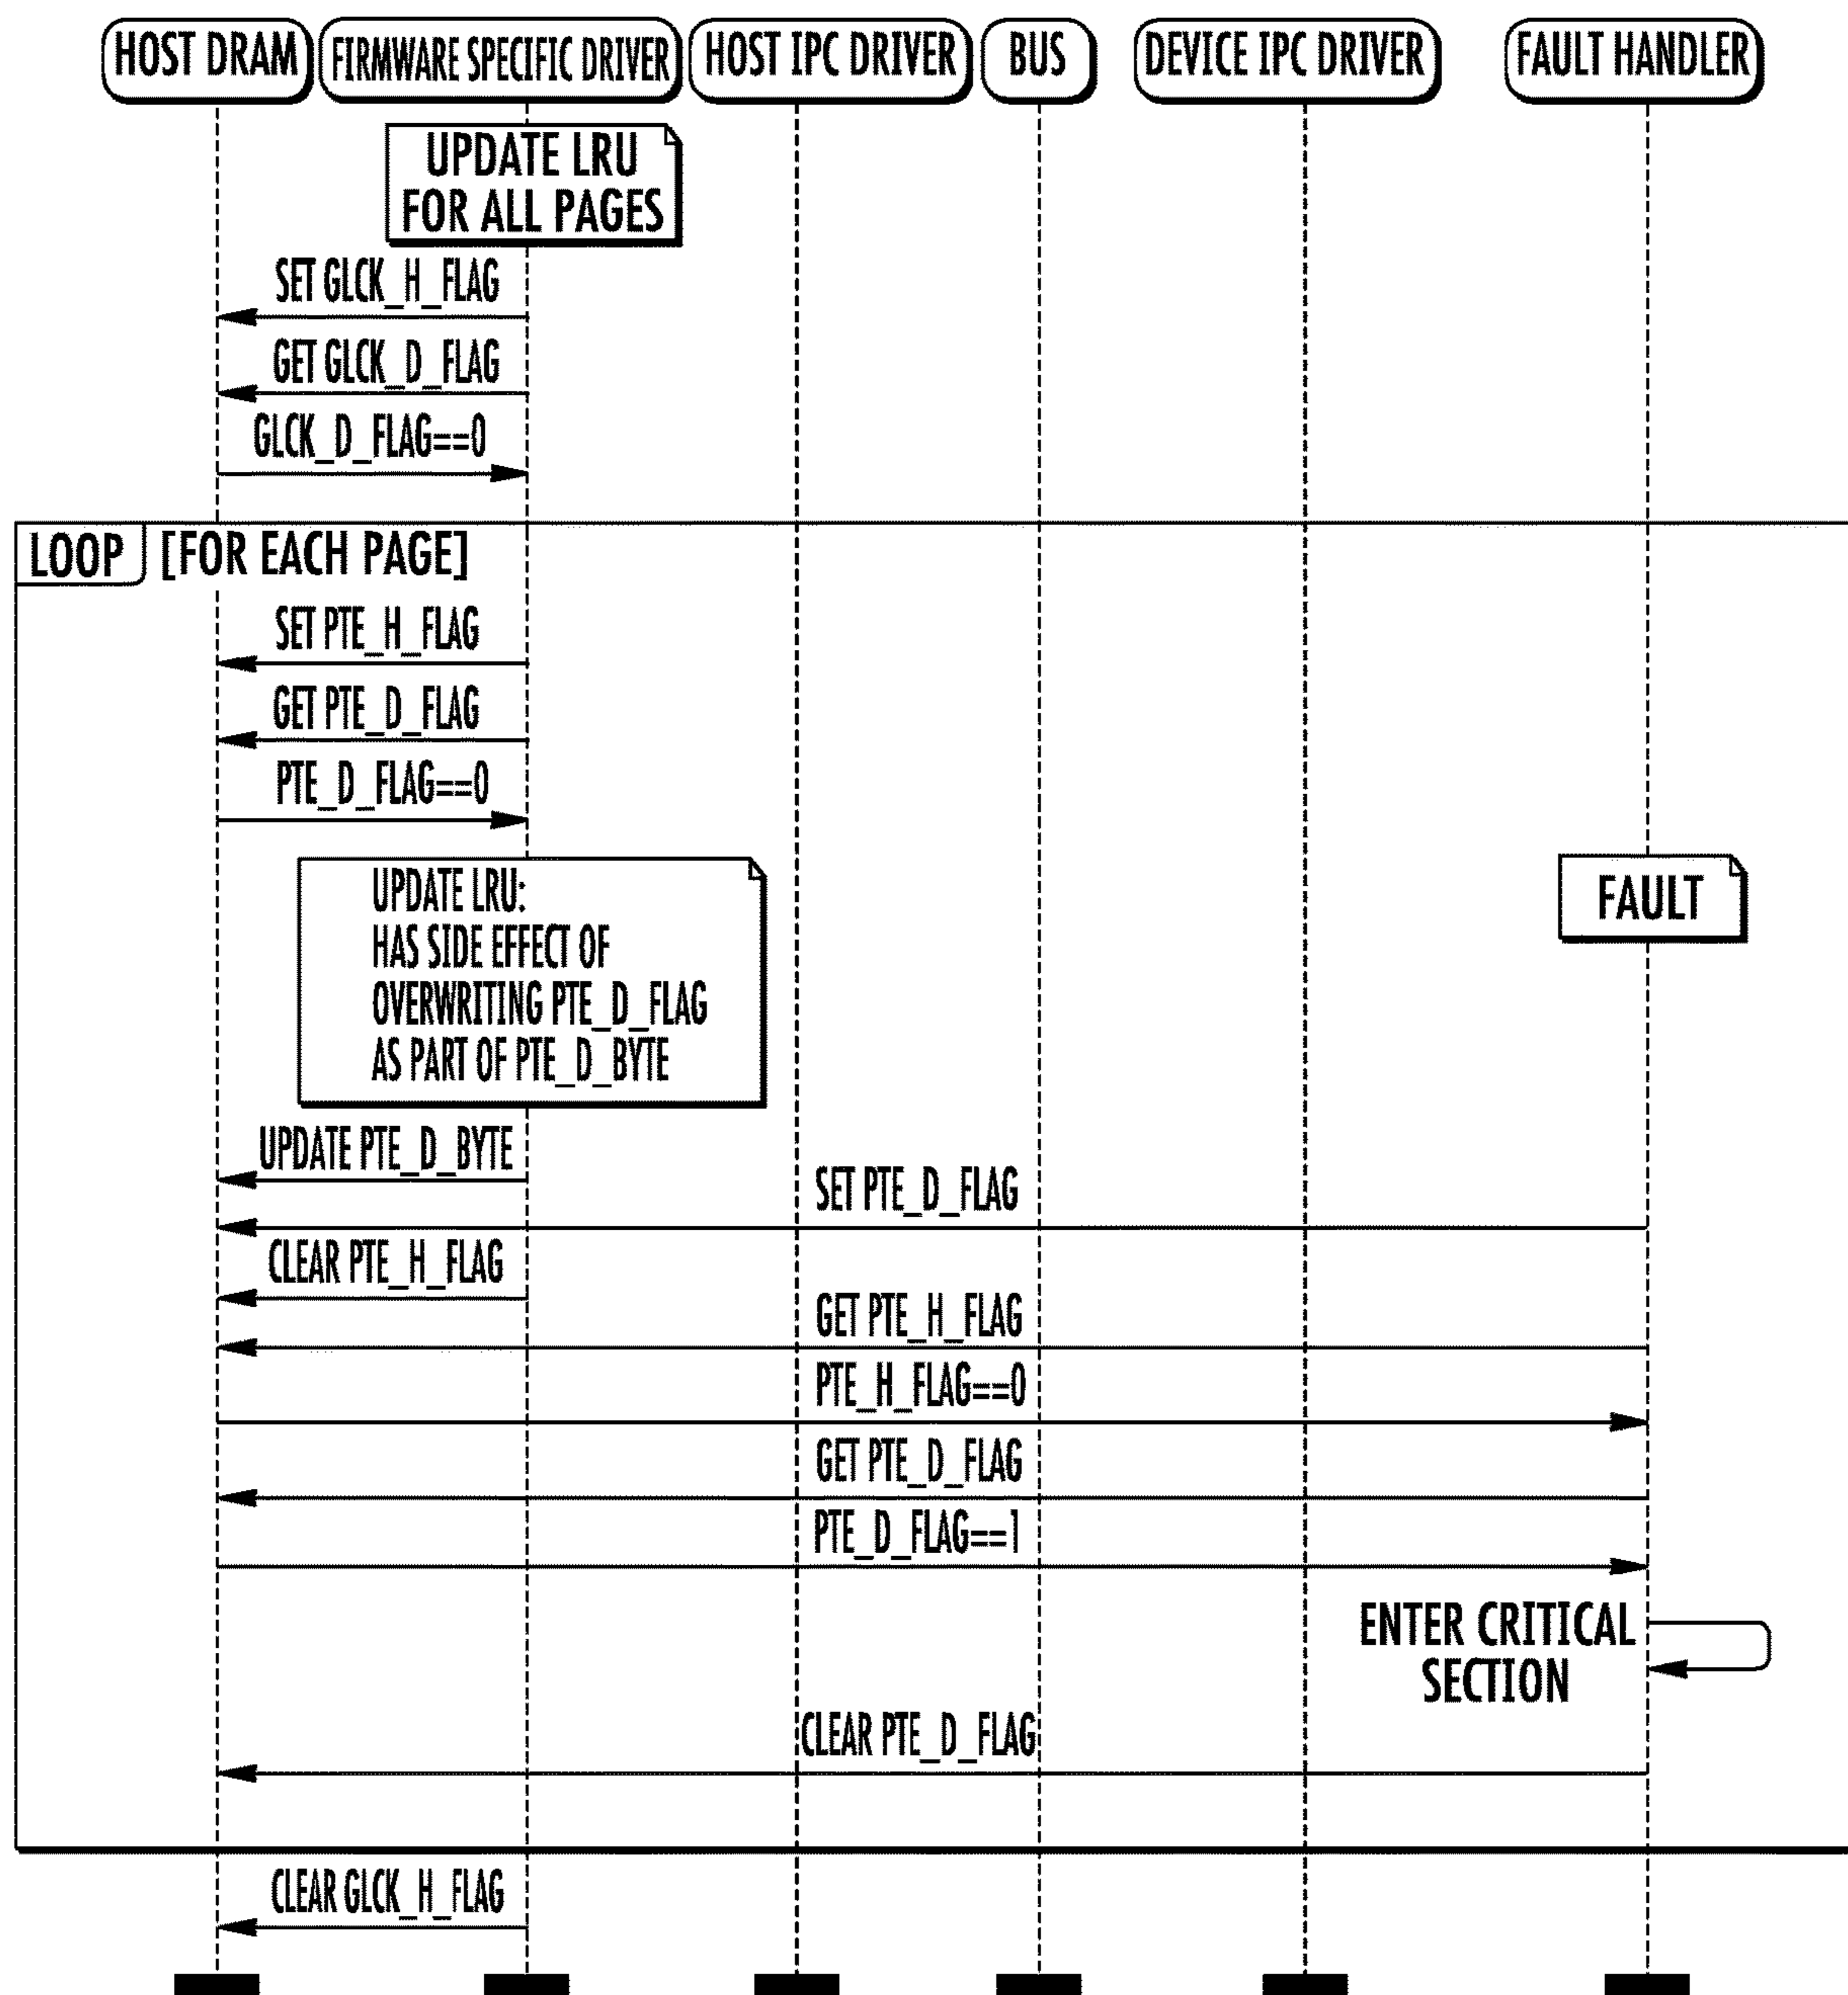 HOST DRAM
FIRMWARE SPECIFIC DRIVER
HOST IPC DRIVER
BUS
DEVICE IPC DRIVER
FAULT HANDLER
UPDATE LRU
FOR ALL PAGES
SET GLCK_H_FLAG
GET GLCK_D_FLAG
GLCK_D_FLAG==0
LOOP
[FOR EACH PAGE]
SET PTE_H_FLAG
GET PTE_D_FLAG
PTE_D_FLAG==0
UPDATE LRU:
HAS SIDE EFFECT OF
OVERWRITING PTE_D_FLAG
AS PART OF PTE_D_BYTE
FAULT
UPDATE PTE_D_BYTE
SET PTE_D_FLAG
CLEAR PTE_H_FLAG
GET PTE_H_FLAG
PTE_H_FLAG==0
GET PTE_D_FLAG
PTE_D_FLAG==1
ENTER CRITICAL
SECTION
CLEAR PTE_D_FLAG
CLEAR GLCK_H_FLAG